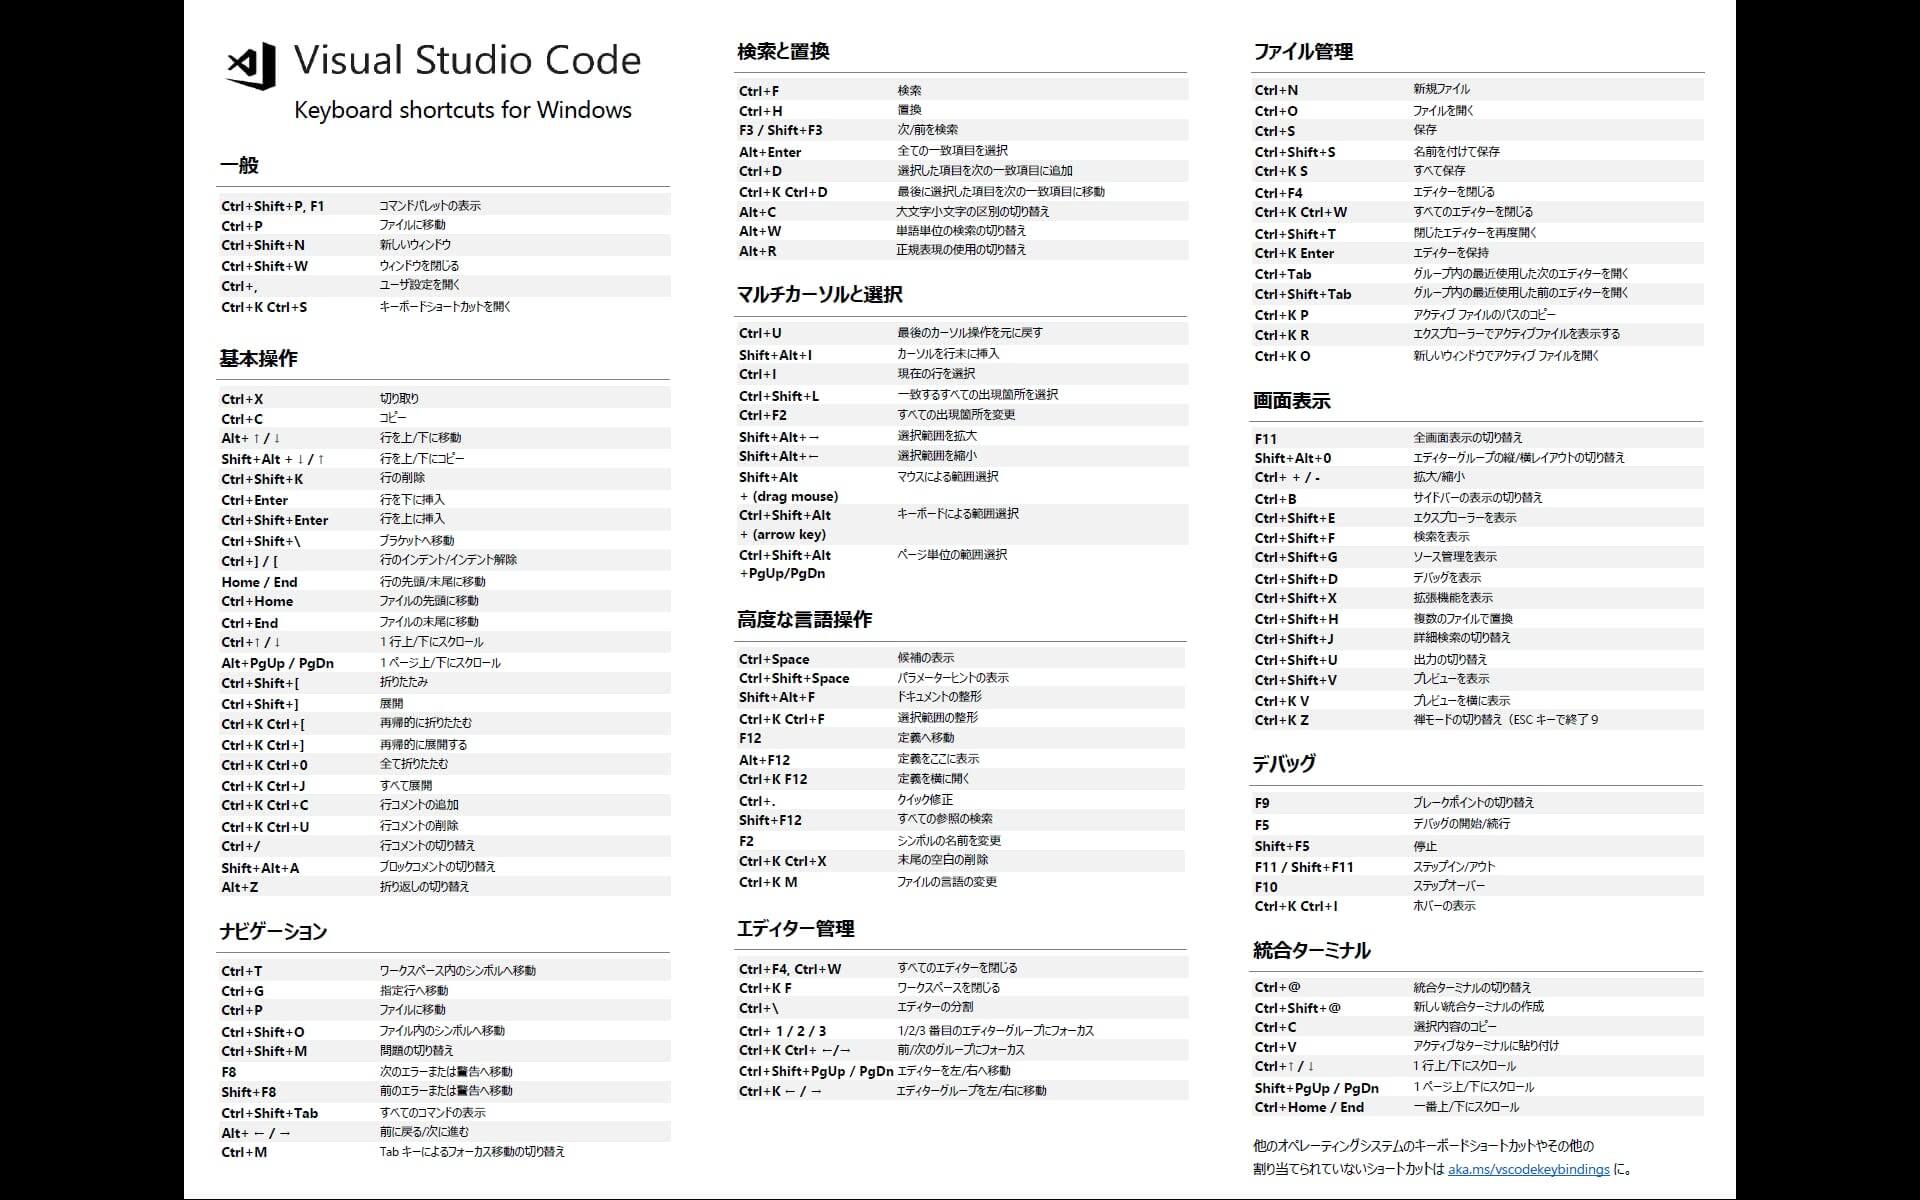 Visual Studio Code
Keyboard shortcuts for Windows
一般
Ctrl+Shift+P, F1 コマンドパレットの表示
Ctrl+P ファイルに移動
Ctrl+Shift+N 新しいウィンドウ
Ctrl+Shift+W ウィンドウを閉じる
Ctrl+, ユーザ設定を開く
Ctrl+K Ctrl+S キーボードショートカットを開く
基本操作
Ctrl+X 切り取り
Ctrl+C コピー
Alt+ ↑ / ↓ 行を上/下に移動
Shift+Alt + ↓ / ↑ 行を上/下にコピー
Ctrl+Shift+K 行の削除
Ctrl+Enter 行を下に挿入
Ctrl+Shift+Enter 行を上に挿入
Ctrl+Shift+\ ブラケットへ移動
Ctrl+] / [ 行のインデント/インデント解除
Home / End 行の先頭/末尾に移動
Ctrl+Home ファイルの先頭に移動
Ctrl+End ファイルの末尾に移動
Ctrl+↑ / ↓ 1 行上/下にスクロール
Alt+PgUp / PgDn 1 ページ上/下にスクロール
Ctrl+Shift+[ 折りたたみ
Ctrl+Shift+] 展開
Ctrl+K Ctrl+[ 再帰的に折りたたむ
Ctrl+K Ctrl+] 再帰的に展開する
Ctrl+K Ctrl+0 全て折りたたむ
Ctrl+K Ctrl+J すべて展開
Ctrl+K Ctrl+C 行コメントの追加
Ctrl+K Ctrl+U 行コメントの削除
Ctrl+/ 行コメントの切り替え
Shift+Alt+A ブロックコメントの切り替え
Alt+Z 折り返しの切り替え
ナビゲーション
Ctrl+T ワークスペース内のシンボルへ移動
Ctrl+G 指定行へ移動
Ctrl+P ファイルに移動
Ctrl+Shift+O ファイル内のシンボルへ移動
Ctrl+Shift+M 問題の切り替え
F8 次のエラーまたは警告へ移動
Shift+F8 前のエラーまたは警告へ移動
Ctrl+Shift+Tab すべてのコマンドの表示
Alt+ ← / → 前に戻る/次に進む
Ctrl+M Tab キーによるフォーカス移動の切り替え
検索と置換
Ctrl+F 検索
Ctrl+H 置換
F3 / Shift+F3 次/前を検索
Alt+Enter 全ての一致項目を選択
Ctrl+D 選択した項目を次の一致項目に追加
Ctrl+K Ctrl+D 最後に選択した項目を次の一致項目に移動
Alt+C 大文字小文字の区別の切り替え
Alt+W 単語単位の検索の切り替え
Alt+R 正規表現の使用の切り替え
マルチカーソルと選択
Ctrl+U 最後のカーソル操作を元に戻す
Shift+Alt+I カーソルを行末に挿入
Ctrl+I 現在の行を選択
Ctrl+Shift+L 一致するすべての出現箇所を選択
Ctrl+F2 すべての出現箇所を変更
Shift+Alt+→ 選択範囲を拡大
Shift+Alt+← 選択範囲を縮小
Shift+Alt マウスによる範囲選択
+ (drag mouse)
Ctrl+Shift+Alt キーボードによる範囲選択
+ (arrow key)
Ctrl+Shift+Alt ページ単位の範囲選択
+PgUp/PgDn
高度な言語操作
Ctrl+Space 候補の表示
Ctrl+Shift+Space パラメーターヒントの表示
Shift+Alt+F ドキュメントの整形
Ctrl+K Ctrl+F 選択範囲の整形
F12 定義へ移動
Alt+F12 定義をここに表示
Ctrl+K F12 定義を横に開く
Ctrl+. クイック修正
Shift+F12 すべての参照の検索
F2 シンボルの名前を変更
Ctrl+K Ctrl+X 末尾の空白の削除
Ctrl+K M ファイルの言語の変更
エディター管理
Ctrl+F4, Ctrl+W すべてのエディターを閉じる
Ctrl+K F ワークスペースを閉じる
Ctrl+\ エディターの分割
Ctrl+ 1 / 2 / 3 1/2/3 番目のエディターグループにフォーカス
Ctrl+K Ctrl+ ←/→ 前/次のグループにフォーカス
Ctrl+Shift+PgUp / PgDn エディターを左/右へ移動
Ctrl+K ← / → エディターグループを左/右に移動
ファイル管理
Ctrl+N 新規ファイル
Ctrl+O ファイルを開く
Ctrl+S 保存
Ctrl+Shift+S 名前を付けて保存
Ctrl+K S すべて保存
Ctrl+F4 エディターを閉じる
Ctrl+K Ctrl+W すべてのエディターを閉じる
Ctrl+Shift+T 閉じたエディターを再度開く
Ctrl+K Enter エディターを保持
Ctrl+Tab グループ内の最近使用した次のエディターを開く
Ctrl+Shift+Tab グループ内の最近使用した前のエディターを開く
Ctrl+K P アクティブ ファイルのパスのコピー
Ctrl+K R エクスプローラーでアクティブファイルを表示する
Ctrl+K O 新しいウィンドウでアクティブ ファイルを開く
画面表示
F11 全画面表示の切り替え
Shift+Alt+0 エディターグループの縦/横レイアウトの切り替え
Ctrl+ + / - 拡大/縮小
Ctrl+B サイドバーの表示の切り替え
Ctrl+Shift+E エクスプローラーを表示
Ctrl+Shift+F 検索を表示
Ctrl+Shift+G ソース管理を表示
Ctrl+Shift+D デバッグを表示
Ctrl+Shift+X 拡張機能を表示
Ctrl+Shift+H 複数のファイルで置換
Ctrl+Shift+J 詳細検索の切り替え
Ctrl+Shift+U 出力の切り替え
Ctrl+Shift+V プレビューを表示
Ctrl+K V プレビューを横に表示
Ctrl+K Z 禅モードの切り替え（ESC キーで終了９
デバッグ
F9 ブレークポイントの切り替え
F5 デバッグの開始/続行
Shift+F5 停止
F11 / Shift+F11 ステップイン/アウト
F10 ステップオーバー
Ctrl+K Ctrl+I ホバーの表示
統合ターミナル
Ctrl+@ 統合ターミナルの切り替え
Ctrl+Shift+@ 新しい統合ターミナルの作成
Ctrl+C 選択内容のコピー
Ctrl+V アクティブなターミナルに貼り付け
Ctrl+↑ / ↓ 1 行上/下にスクロール
Shift+PgUp / PgDn 1 ページ上/下にスクロール
Ctrl+Home / End 一番上/下にスクロール
他のオペレーティングシステムのキーボードショートカットやその他の
割り当てられていないショートカットは aka.ms/vscodekeybindings に。